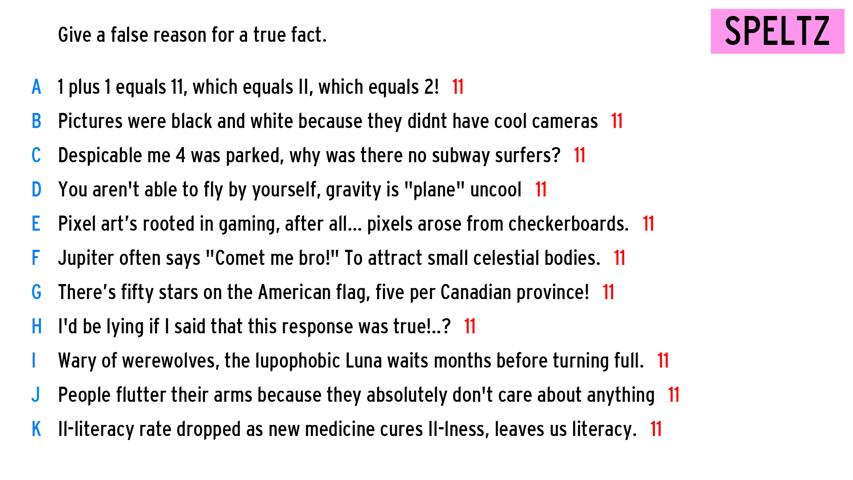 Give a false reason for a true fact.
SPELTZ
A 1 plus 1 equals 11, which equals II, which equals 2! 11
B Pictures were black and white because they didnt have cool cameras 11
C Despicable me 4 was parked, why was there no subway surfers? 11
D You aren't able to fly by yourself, gravity is "plane" uncool 11
E Pixel art’s rooted in gaming, after all... pixels arose from checkerboards. 11
F Jupiter often says "Comet me bro!" To attract small celestial bodies. 11
G There’s fifty stars on the American flag, five per Canadian province! 11
H I'd be lying if I said that this response was true!..? 11
I Wary of werewolves, the lupophobic Luna waits months before turning full. 11
J People flutter their arms because they absolutely don't care about anything 11
K Il-literacy rate dropped as new medicine cures Il-lness, leaves us literacy. 11